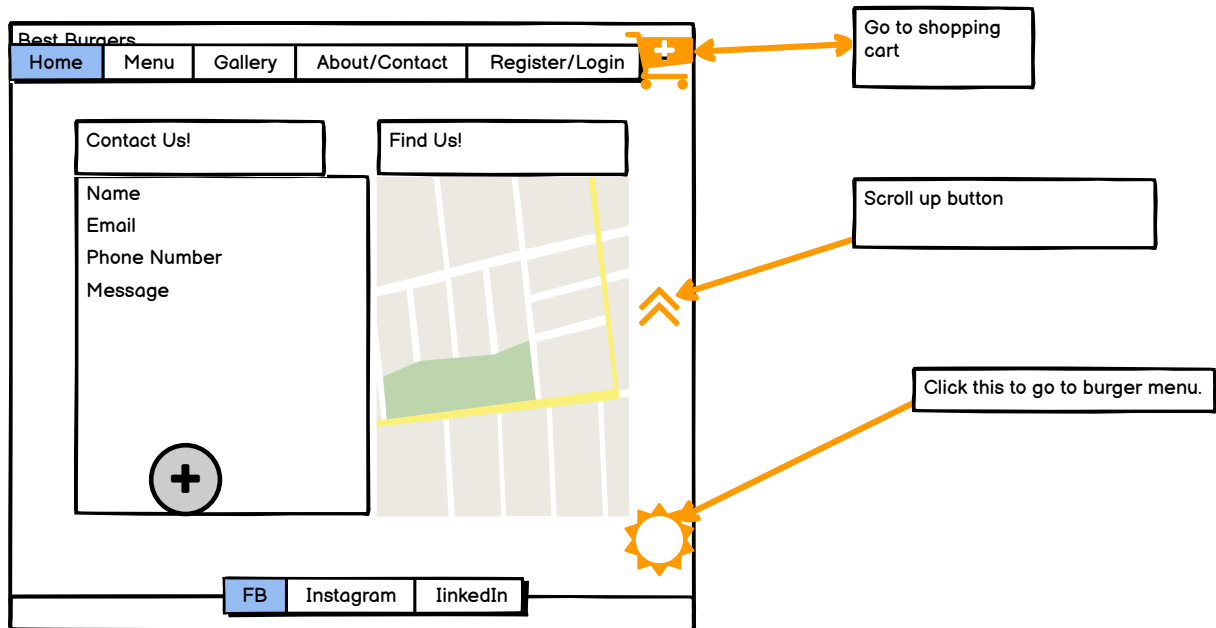 Best Burgers
Home Menu Gallery About/Contact Register/Login
Go to shopping
cart
Contact Us!
Find Us!
Name
Email
Phone Number
Message
Scroll up button
Click this to go to burger menu.
FB Instagram IinkedIn